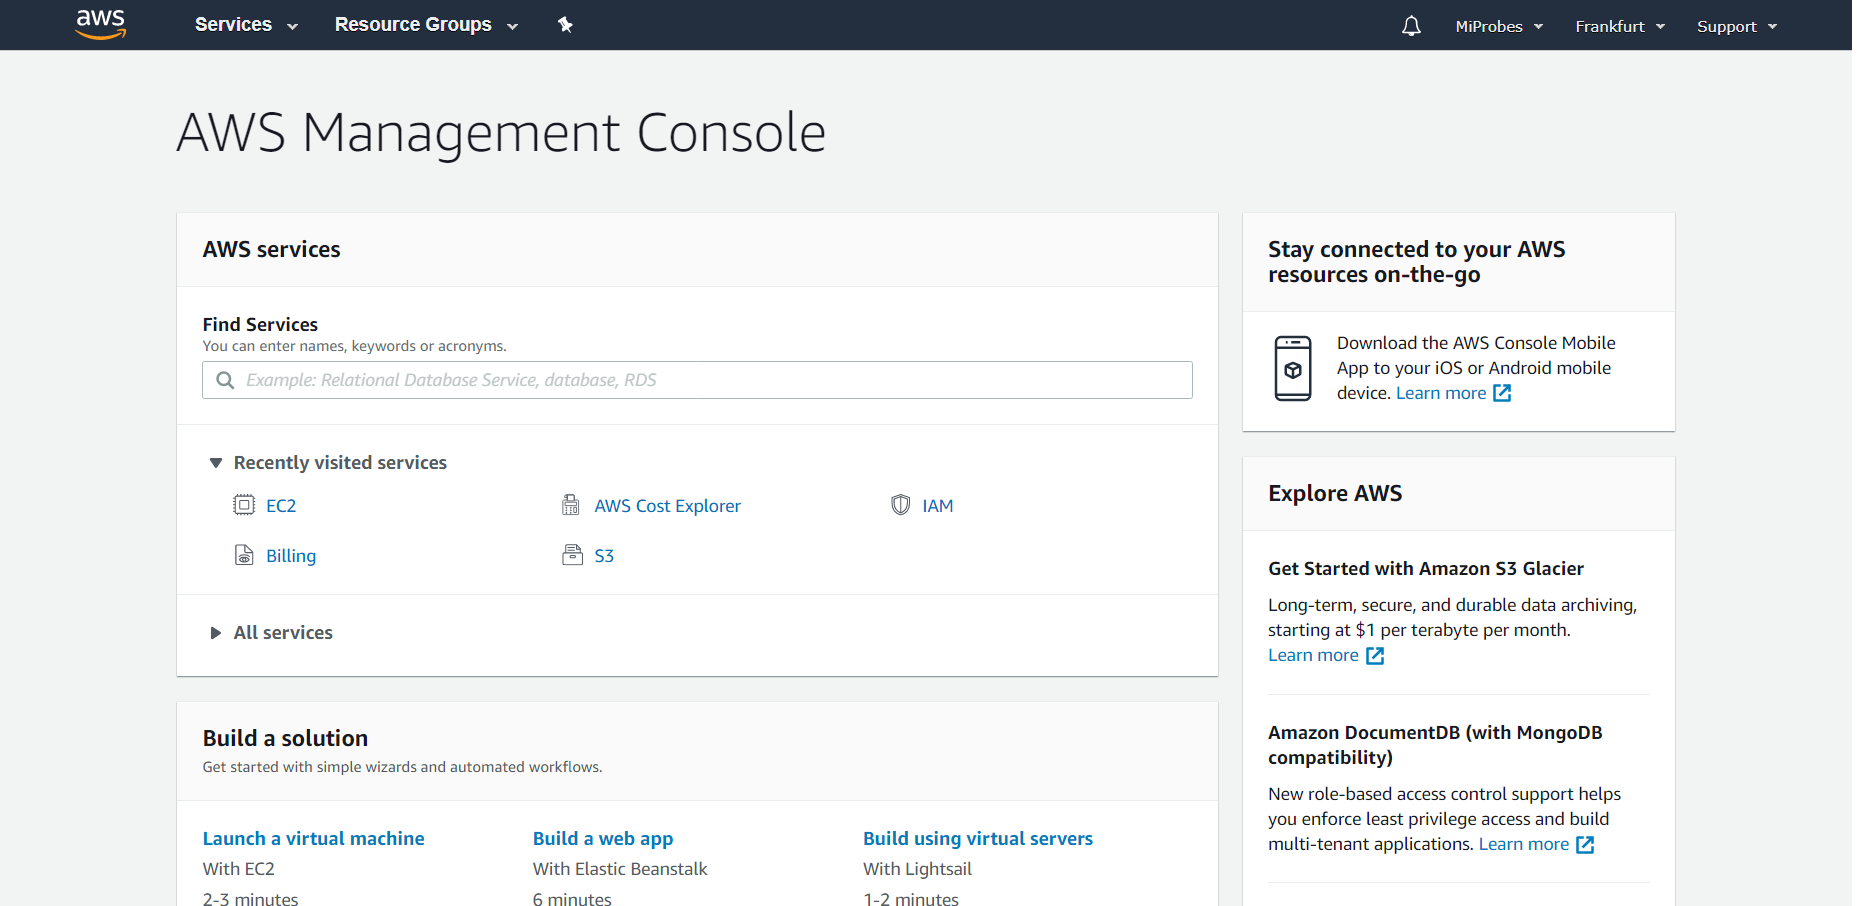 aws
Services
Resource Groups
MiProbes
Frankfurt
Support
AWS Management Console
AWS services
Find Services
You can enter names, keywords or acronyms.
Example: Relational Database Service, database, RDS
Recently visited services
EC2
AWS Cost Explorer
IAM
Billing
S3
All services
Build a solution
Get started with simple wizards and automated workflows.
Launch a virtual machine
With EC2
2-3 minutes
Build a web app
With Elastic Beanstalk
6 minutes
Build using virtual servers
With Lightsail
1-2 minutes
Stay connected to your AWS
resources on-the-go
Download the AWS Console Mobile
App to your iOS or Android mobile
device. Learn more
Explore AWS
Get Started with Amazon S3 Glacier
Long-term, secure, and durable data archiving,
starting at $1 per terabyte per month.
Learn more
Amazon DocumentDB (with MongoDB
compatibility)
New role-based access control support helps
you enforce least privilege access and build
multi-tenant applications. Learn more